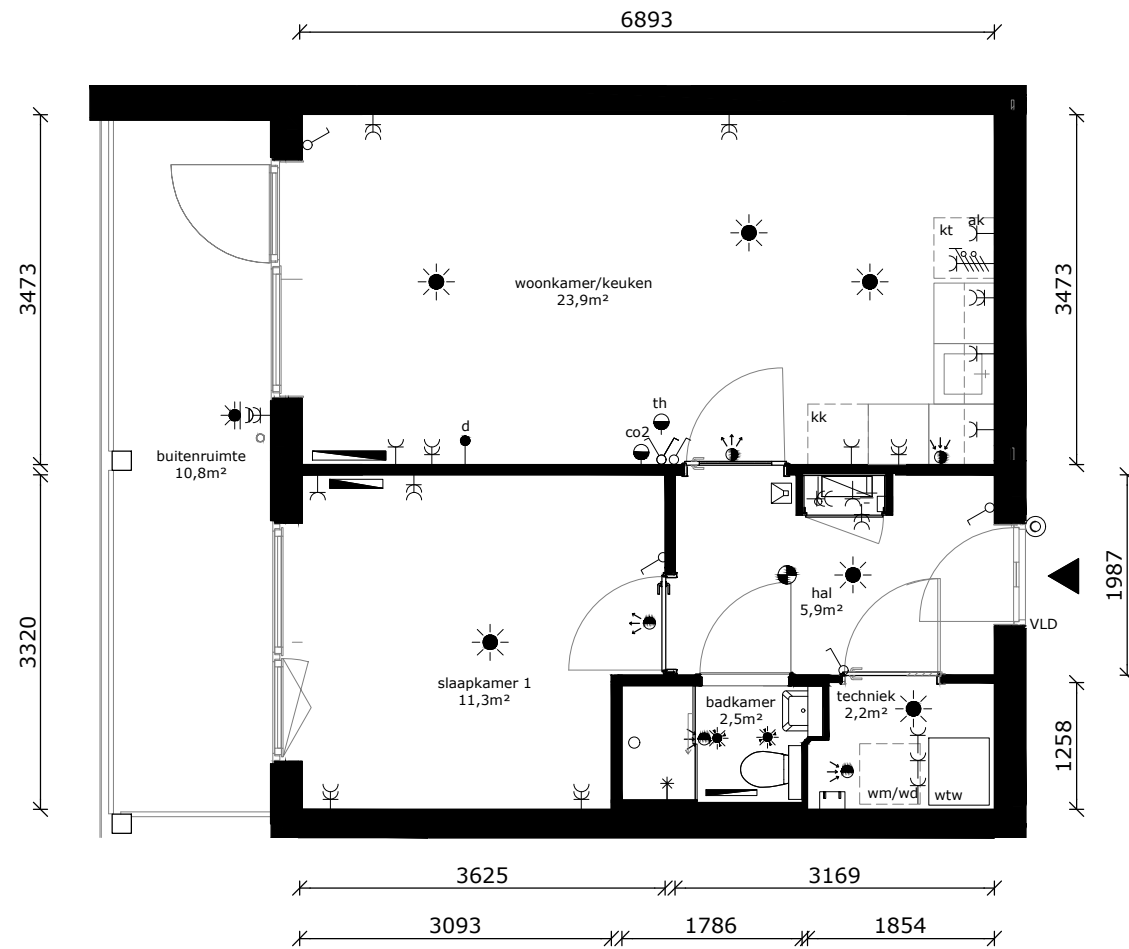 6893
3473
3473
ak
kt
woonkamer/keuken
23,9m²
th
kk
d
co2
buitenruimte
10,8m²
1987
hal
5,9m²
VLD
3320
slaapkamer 1
11,3m²
badkamer
2,5m²
techniek
2,2m²
1258
wm/wd
wtw
3625
3169
3093
1786
1854